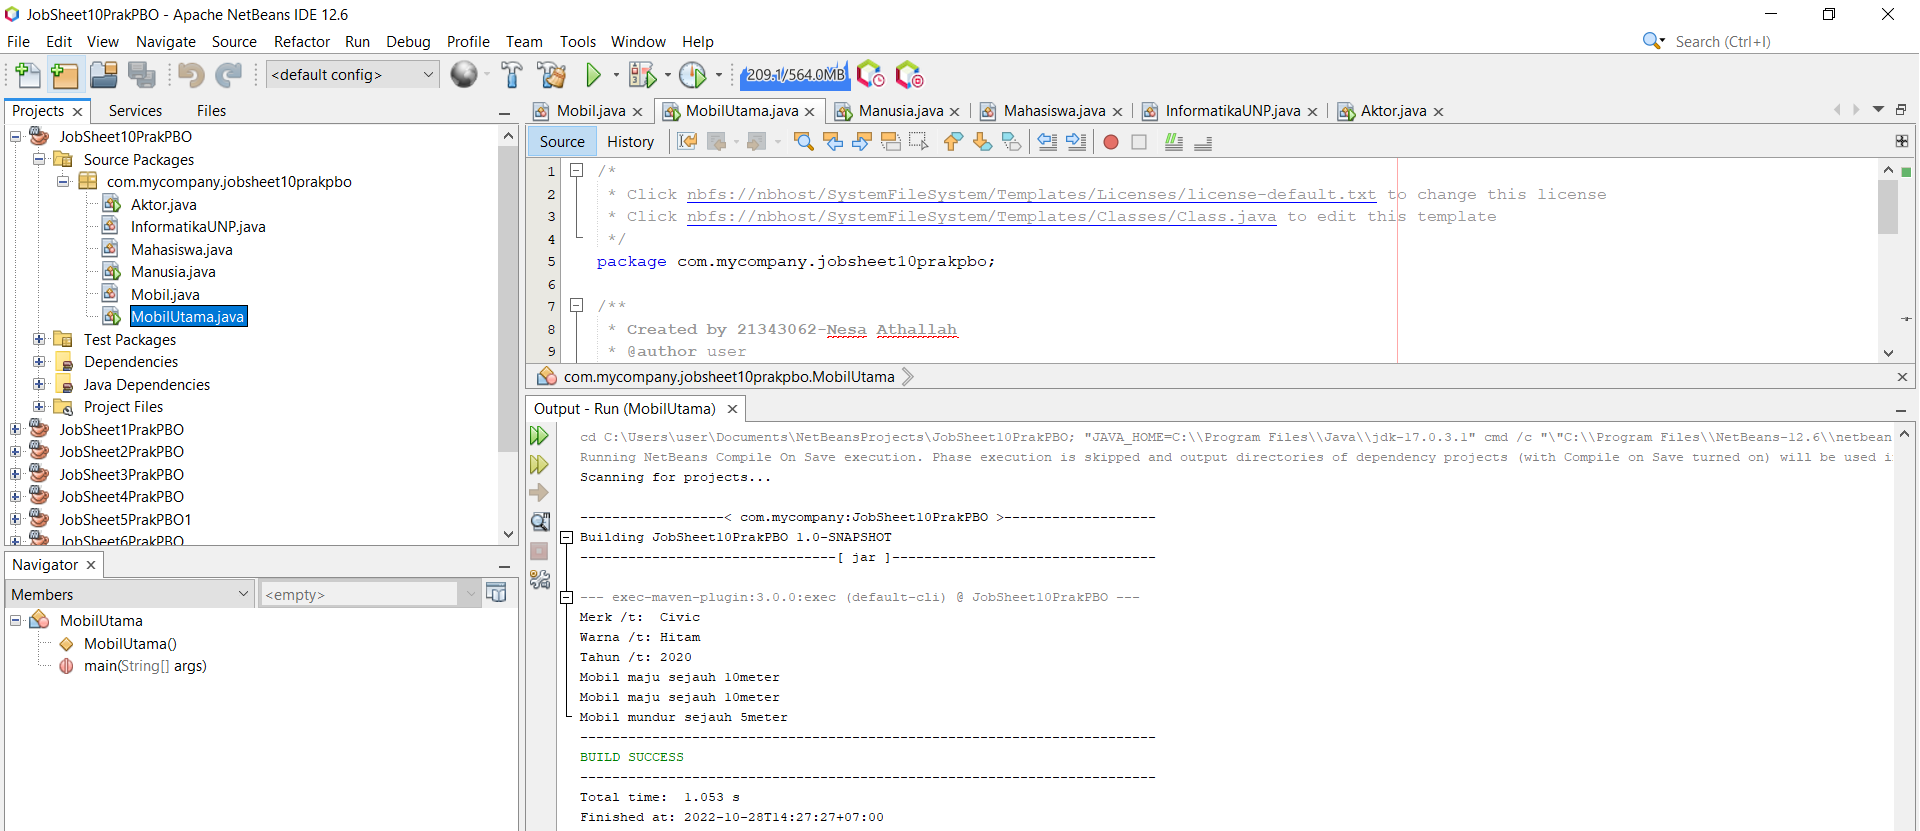 JobSheet10PrakPBO - Apache NetBeans IDE 12.6
File Edit View Navigate Source Refactor Run Debug Profile Team Tools Window Help
Search (Ctrl+I)
<default config>
209.1/564.0MB
Projects Services Files
JobSheet10PrakPBO
Source Packages
com.mycompany.jobsheet10prakpbo
Aktor.java
InformatikaUNP.java
Mahasiswa.java
Manusia.java
Mobil.java
MobilUtama.java
Test Packages
Dependencies
Java Dependencies
Project Files
JobSheet1PrakPBO
JobSheet2PrakPBO
JobSheet3PrakPBO
JobSheet4PrakPBO
JobSheet5PrakPBO1
JobSheet6PrakPBO
Navigator
Members
<empty>
MobilUtama
MobilUtama()
main(String[] args)
Mobil.java MobilUtama.java Manusia.java Mahasiswa.java InformatikaUNP.java Aktor.java
Source History
1 /*
2 * Click nbfs://nbhost/SystemFileSystem/Templates/Licenses/license-default.txt to change this license
3 * Click nbfs://nbhost/SystemFileSystem/Templates/Classes/Class.java to edit this template
4 */
5 package com.mycompany.jobsheet10prakpbo;
6
7 /**
8 * Created by 21343062-Nesa Athallah
9 * @author user
com.mycompany.jobsheet10prakpbo.MobilUtama
Output - Run (MobilUtama)
cd C:\Users\user\Documents\NetBeansProjects\JobSheet10PrakPBO; "JAVA_HOME=C:\\Program Files\\Java\\jdk-17.0.3.1" cmd /c "\"C:\\Program Files\\NetBeans-12.6\\netbean
Running NetBeans Compile On Save execution. Phase execution is skipped and output directories of dependency projects (with Compile on Save turned on) will be used i
Scanning for projects...
------------------< com.mycompany:JobSheet10PrakPBO >-------------------
Building JobSheet10PrakPBO 1.0-SNAPSHOT
--------------------------------[ jar ]---------------------------------
--- exec-maven-plugin:3.0.0:exec (default-cli) @ JobSheet10PrakPBO ---
Merk /t:  Civic
Warna /t: Hitam
Tahun /t: 2020
Mobil maju sejauh 10meter
Mobil maju sejauh 10meter
Mobil mundur sejauh 5meter
------------------------------------------------------------------------
BUILD SUCCESS
------------------------------------------------------------------------
Total time:  1.053 s
Finished at: 2022-10-28T14:27:27+07:00